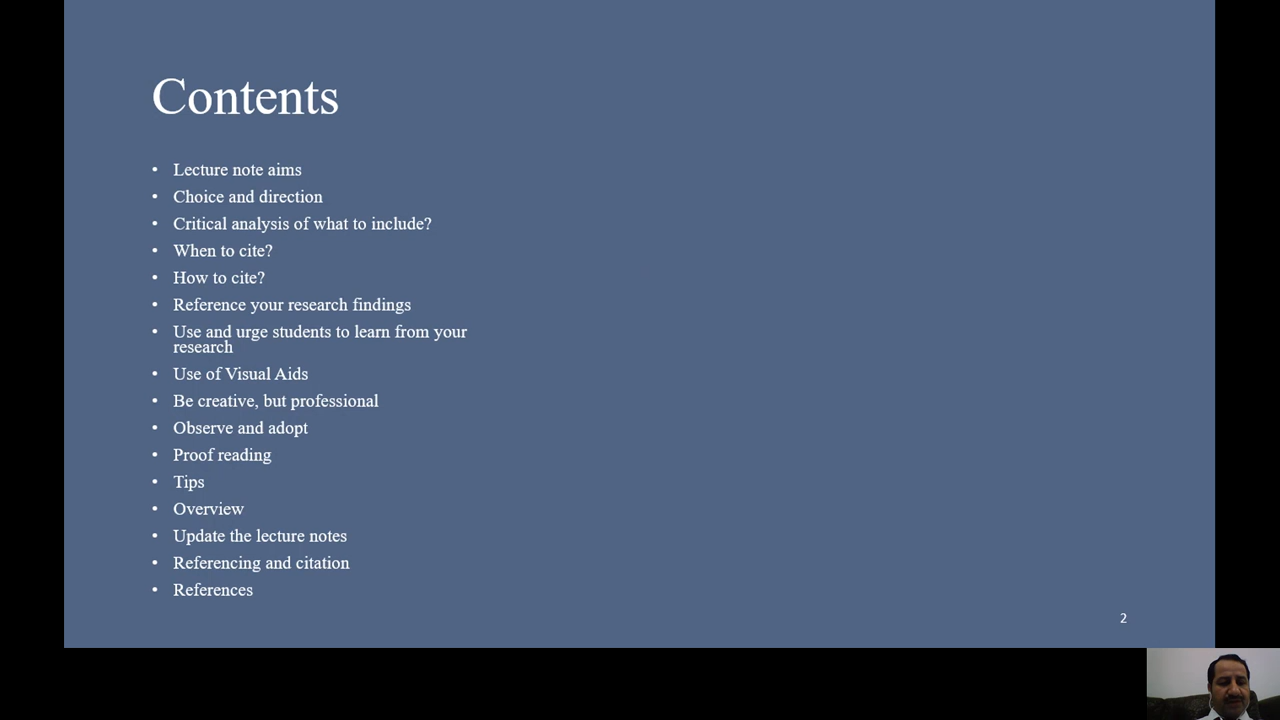 Contents
• Lecture note aims
• Choice and direction
• Critical analysis of what to include?
• When to cite?
• How to cite?
• Reference your research findings
• Use and urge students to learn from your
research
• Use of Visual Aids
• Be creative, but professional
• Observe and adopt
• Proof reading
• Tips
• Overview
• Update the lecture notes
• Referencing and citation
• References
2